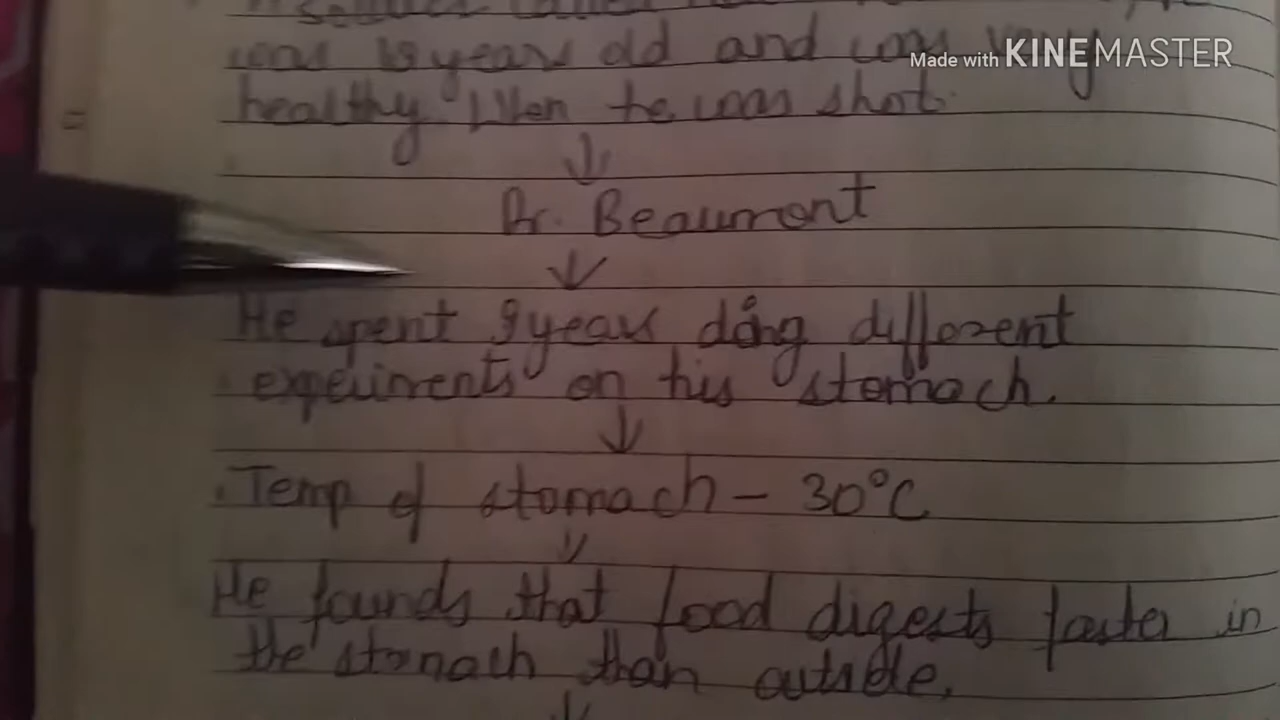 was 18 years old and was very
Made with KINEMASTER
healthy. When he was shot.
↓
Dr. Beaumont
↓
He spent 9 years doing different
experiments on his stomach.
↓
Temp of stomach - 30°C
↓
He founds that food digests faster in
the stomach than outside.
↓